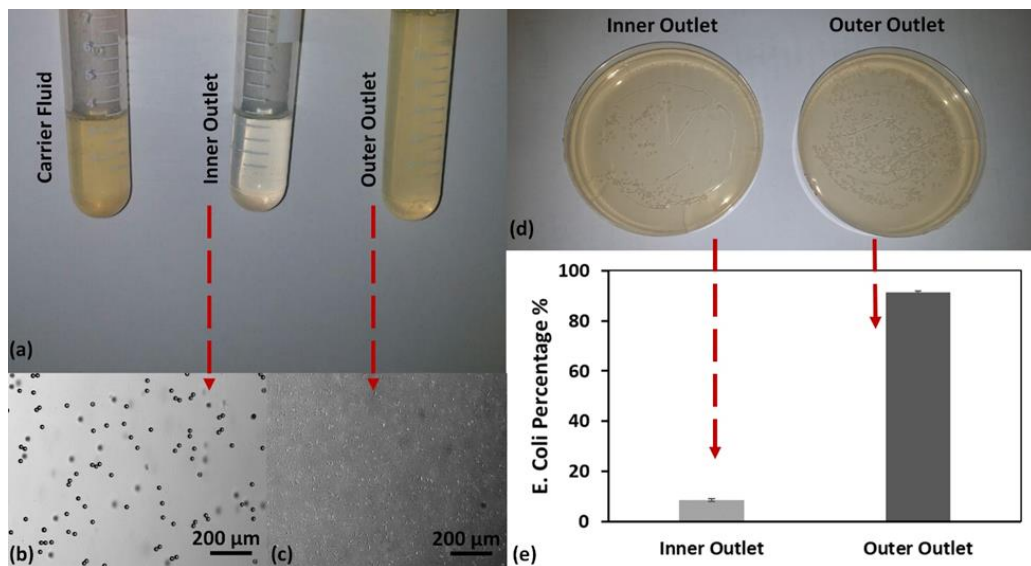 Carrier Fluid
Inner Outlet
Outer Outlet
(a)
(b)
200 µm
(c)
200 µm
Inner Outlet
Outer Outlet
(d)
E. Coli Percentage %
100
80
60
40
20
0
Inner Outlet
Outer Outlet
(e)